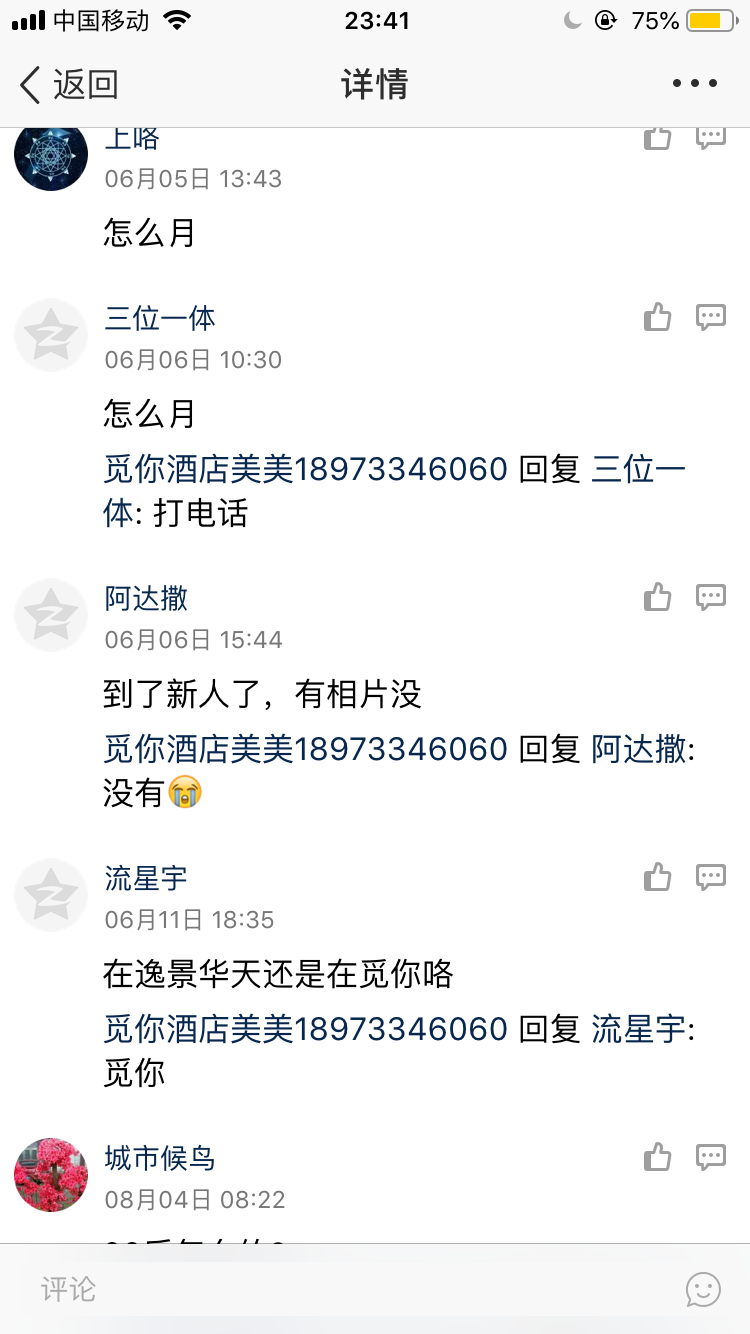 中国移动 23:41 75%
返回 详情
上咯
06月05日 13:43
怎么月
三位一体
06月06日 10:30
怎么月
觅你酒店美美18973346060 回复 三位一
体: 打电话
阿达撒
06月06日 15:44
到了新人了，有相片没
觅你酒店美美18973346060 回复 阿达撒:
没有😭
流星宇
06月11日 18:35
在逸景华天还是在觅你咯
觅你酒店美美18973346060 回复 流星宇:
觅你
城市候鸟
08月04日 08:22
评论